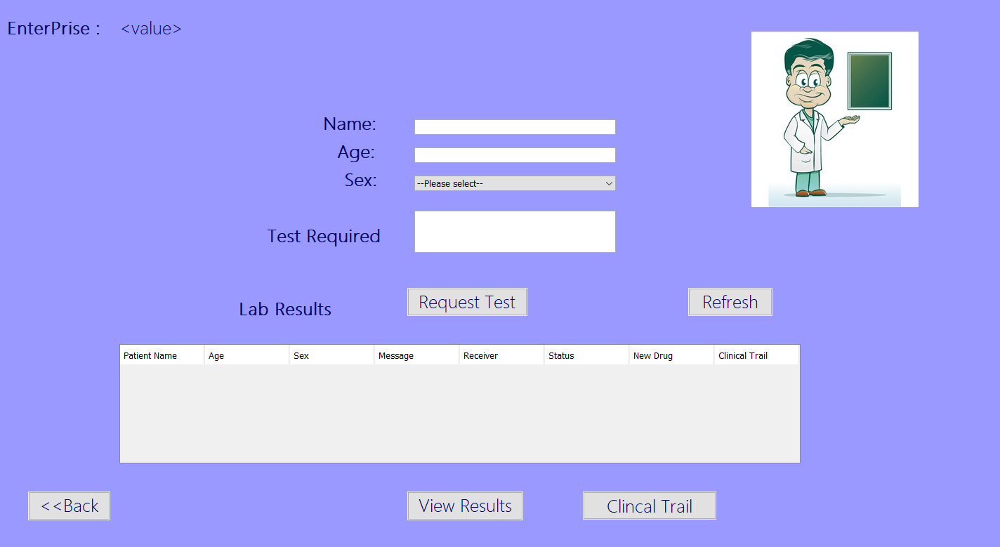 EnterPrise : <value>
Name:
Age:
Sex: --Please select--
Test Required
Lab Results Request Test Refresh
Patient Name Age Sex Message Receiver Status New Drug Clinical Trail
<<Back View Results Clincal Trail